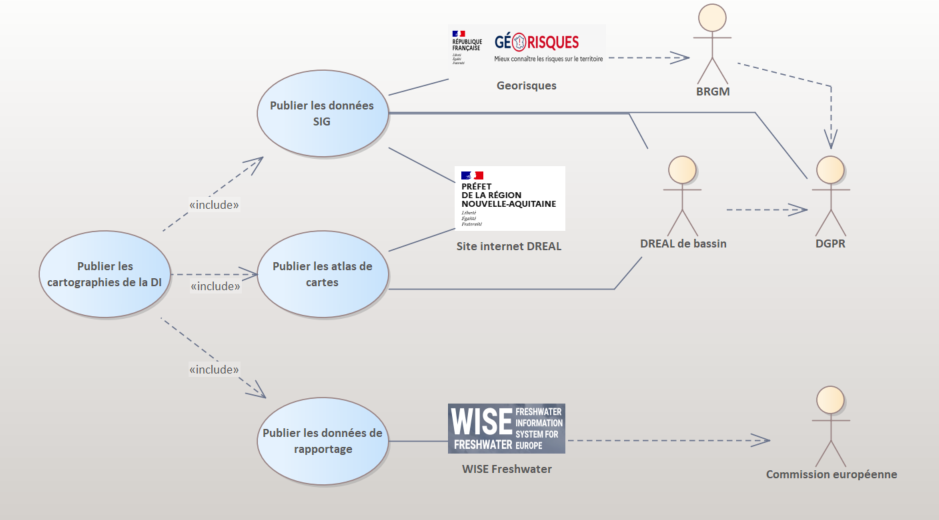 RÉPUBLIQUE
FRANÇAISE
Liberté
Égalité
Fraternité
GÉORISQUES
Mieux connaître les risques sur le territoire
Georisques
BRGM
Publier les données
SIG
PRÉFET
DE LA RÉGION
NOUVELLE-AQUITAINE
Liberté
Égalité
Fraternité
Site internet DREAL
DREAL de bassin
DGPR
«include»
Publier les
cartographies de la DI
«include»
Publier les atlas de
cartes
«include»
Publier les données de
rapportage
WISE
FRESHWATER
FRESHWATER
INFORMATION
SYSTEM FOR
EUROPE
WISE Freshwater
Commission européenne